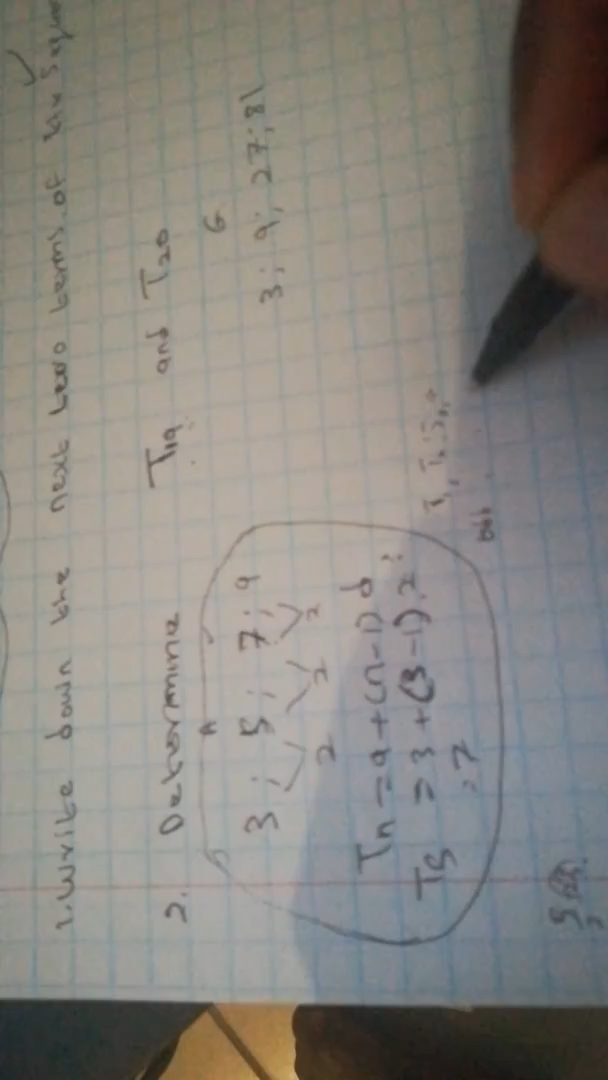 1. Write down the next two terms of the
2. Determine T19 and T20
A
G
3 ; 5 ; 7 ; 9
3 ; 9 ; 27 ; 81
2 2 2
Tn = a + (n-1) d
= 3 + (3-1).2
= 7